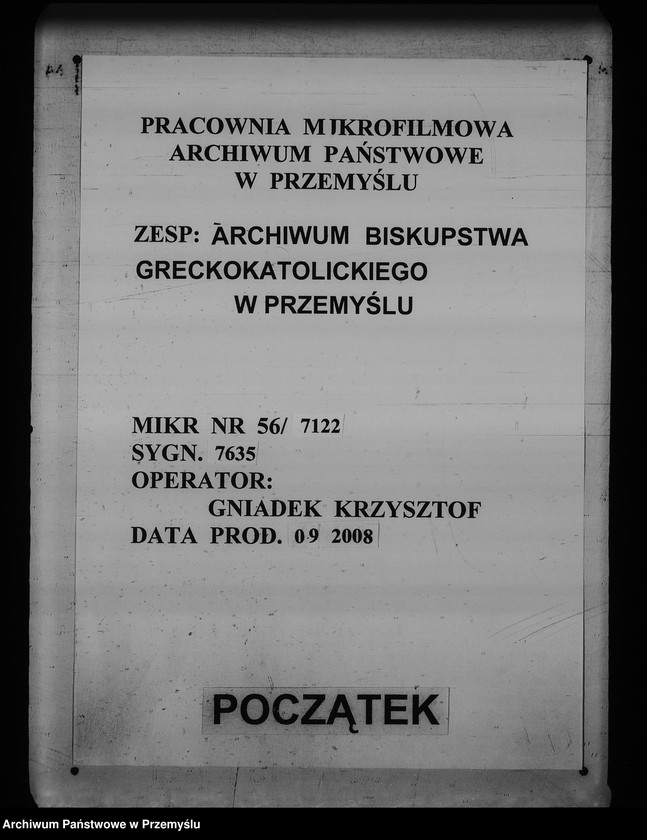 PRACOWNIA MIKROFILMOWA
ARCHIWUM PAŃSTWOWE
W PRZEMYŚLU
ZESP: ARCHIWUM BISKUPSTWA
GRECKOKATOLICKIEGO
W PRZEMYŚLU
MIKR NR 56/ 7122
SYGN. 7635
OPERATOR:
GNIADEK KRZYSZTOF
DATA PROD. 09 2008
POCZĄTEK
Archiwum Państwowe w Przemyślu